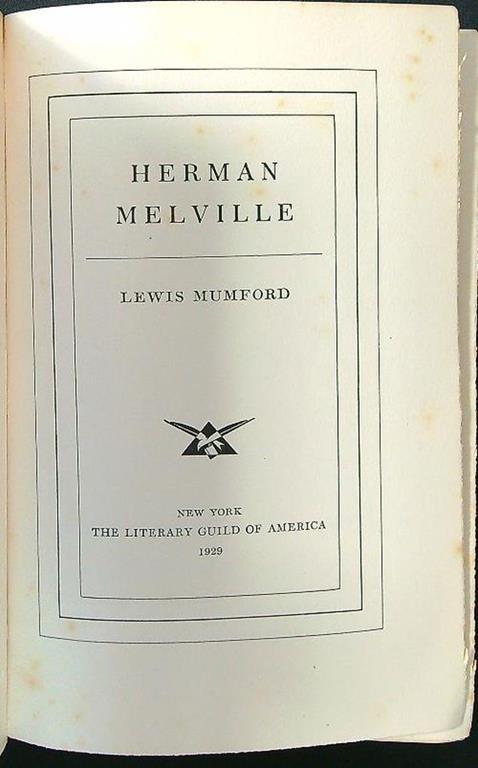 HERMAN
MELVILLE
LEWIS MUMFORD
NEW YORK
THE LITERARY GUILD OF AMERICA
1929